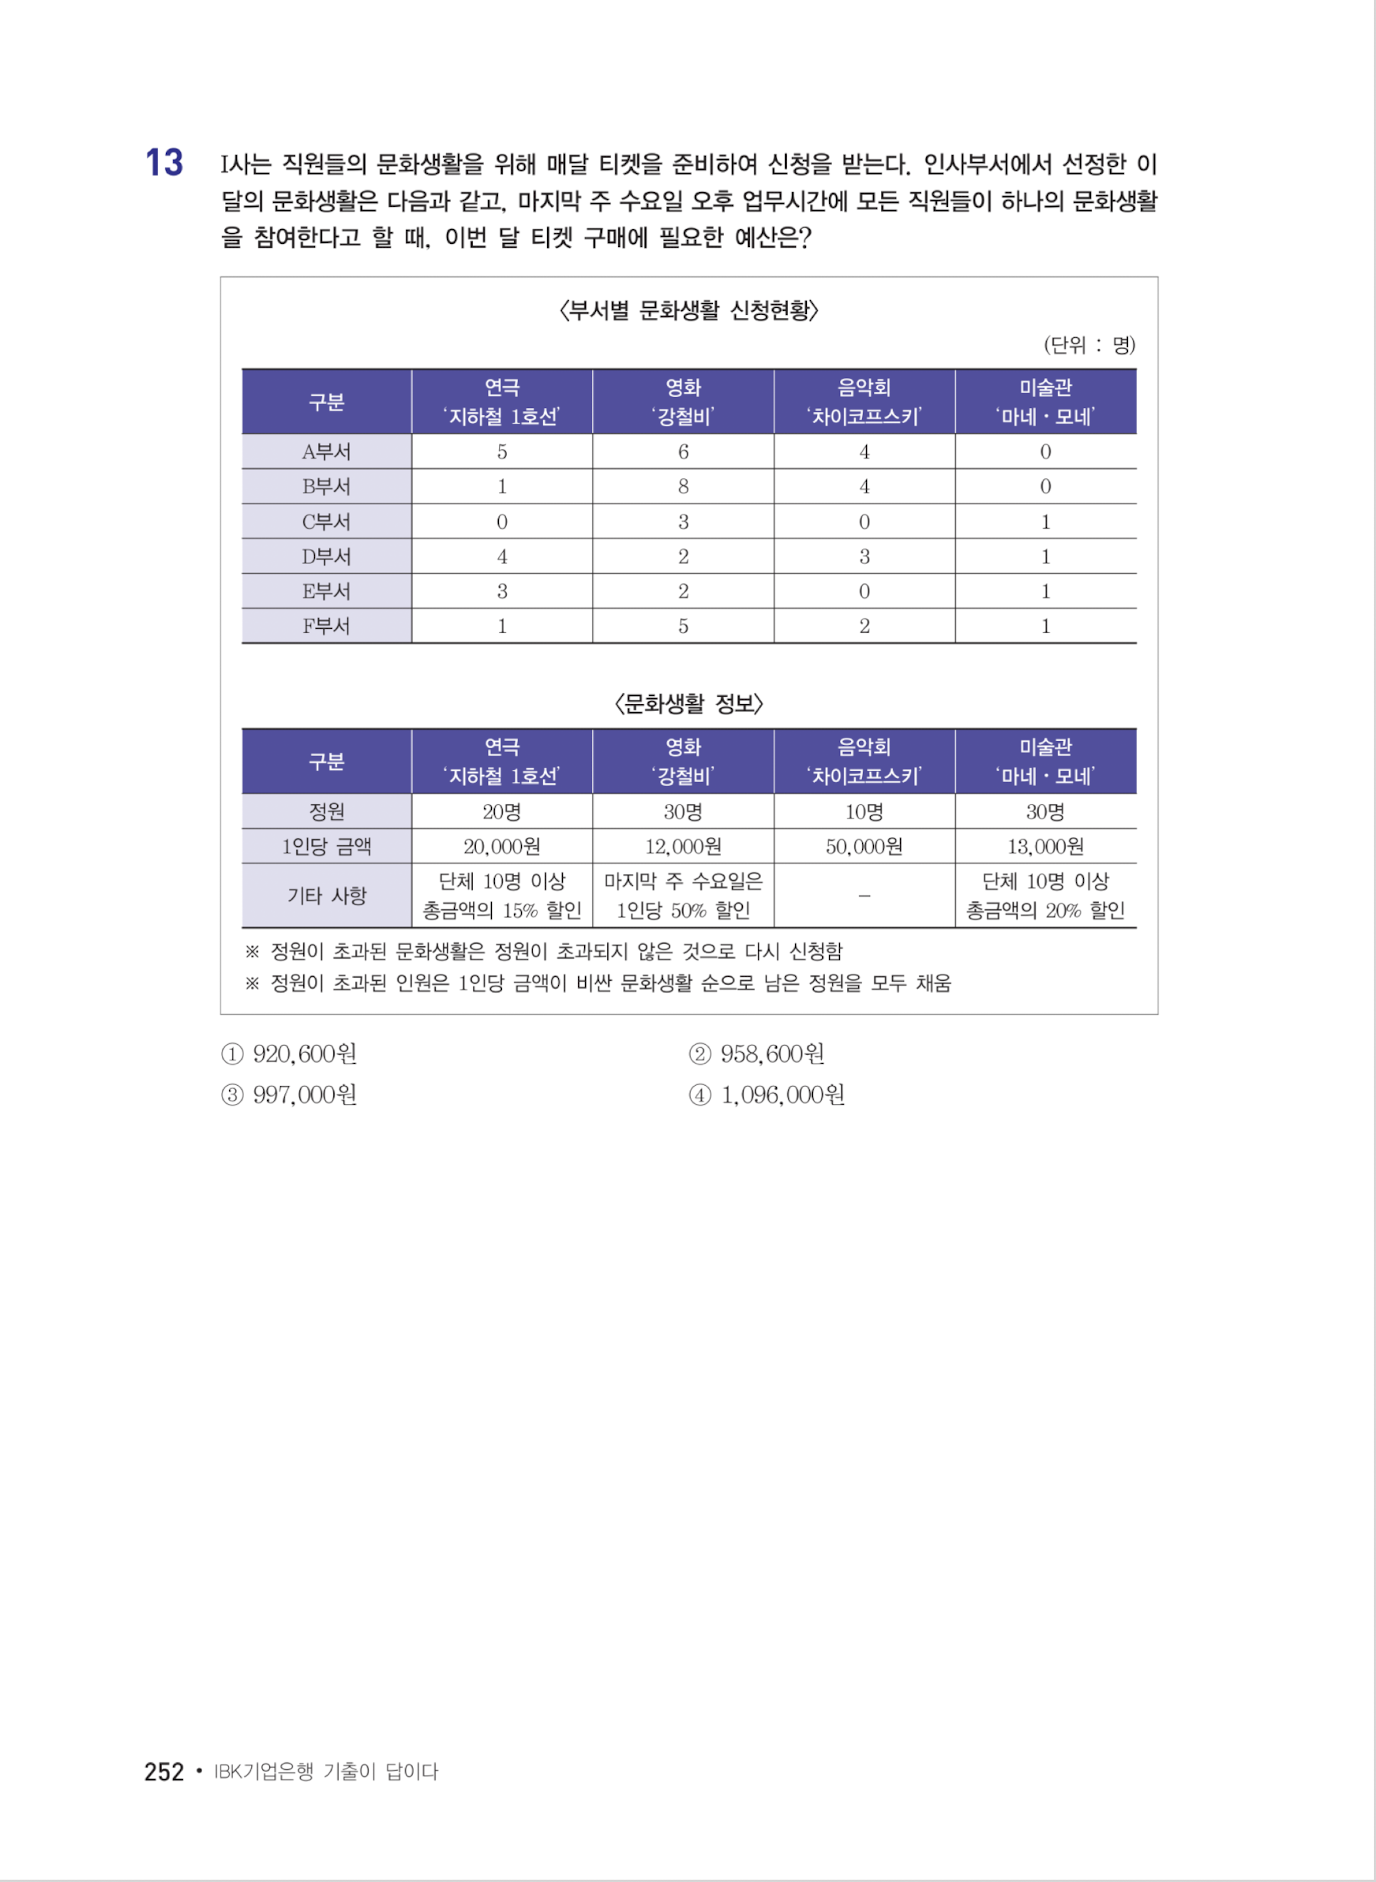 13 I사는 직원들의 문화생활을 위해 매달 티켓을 준비하여 신청을 받는다. 인사부서에서 선정한 이
달의 문화생활은 다음과 같고, 마지막 주 수요일 오후 업무시간에 모든 직원들이 하나의 문화생활
을 참여한다고 할 때, 이번 달 티켓 구매에 필요한 예산은?
〈부서별 문화생활 신청현황〉
(단위 : 명)
구분 연극 '지하철 1호선' 영화 '강철비' 음악회 '차이코프스키' 미술관 '마네 · 모네'
A부서 5 6 4 0
B부서 1 8 4 0
C부서 0 3 0 1
D부서 4 2 3 1
E부서 3 2 0 1
F부서 1 5 2 1
〈문화생활 정보〉
구분 연극 '지하철 1호선' 영화 '강철비' 음악회 '차이코프스키' 미술관 '마네 · 모네'
정원 20명 30명 10명 30명
1인당 금액 20,000원 12,000원 50,000원 13,000원
기타 사항 단체 10명 이상 총금액의 15% 할인 마지막 주 수요일은 1인당 50% 할인 － 단체 10명 이상 총금액의 20% 할인
※ 정원이 초과된 문화생활은 정원이 초과되지 않은 것으로 다시 신청함
※ 정원이 초과된 인원은 1인당 금액이 비싼 문화생활 순으로 남은 정원을 모두 채움
① 920,600원 ② 958,600원
③ 997,000원 ④ 1,096,000원
252 • IBK기업은행 기출이 답이다